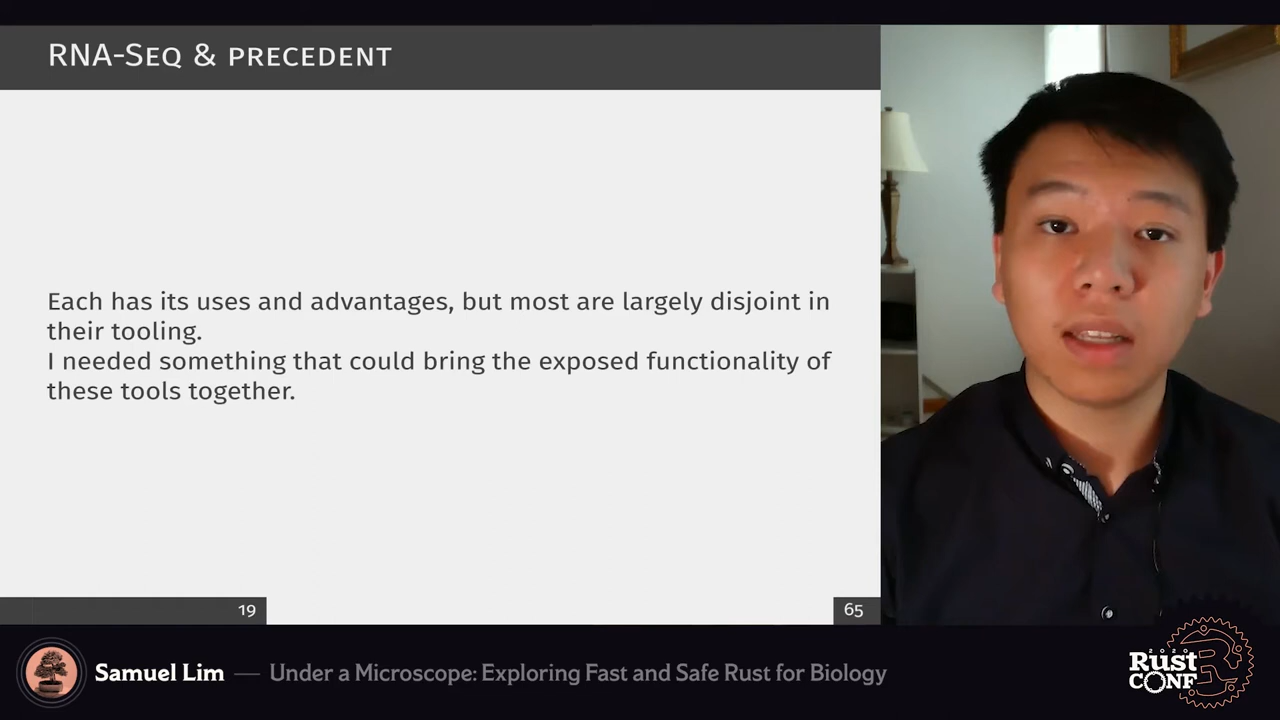 RNA-Seq & precedent
Each has its uses and advantages, but most are largely disjoint in
their tooling.
I needed something that could bring the exposed functionality of
these tools together.
19
65
Samuel Lim — Under a Microscope: Exploring Fast and Safe Rust for Biology
2020
Rust
CONF